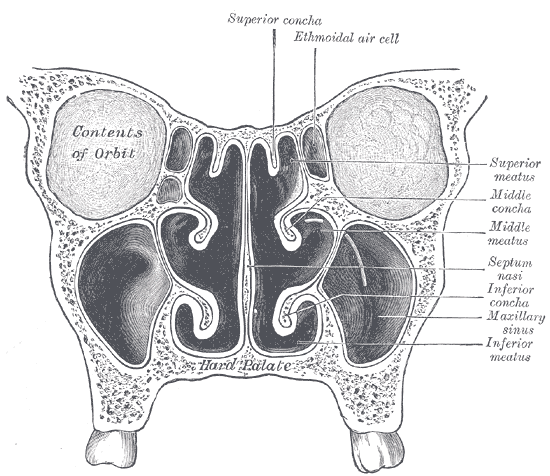 Superior concha
Ethmoidal air cell
Contents
of Orbit
Superior
meatus
Middle
concha
Middle
meatus
Septum
nasi
Inferior
concha
Maxillary
sinus
Inferior
meatus
Hard Palate